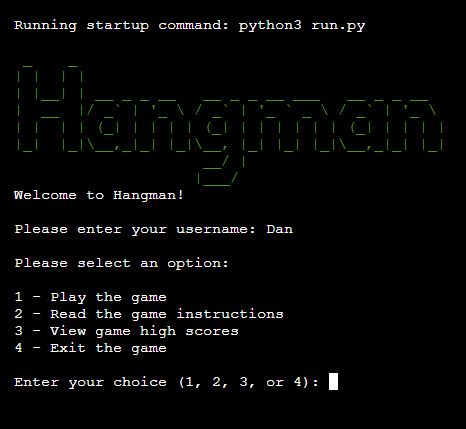 Running startup command: python3 run.py
Hangman
Welcome to Hangman!
Please enter your username: Dan
Please select an option:
1 - Play the game
2 - Read the game instructions
3 - View game high scores
4 - Exit the game
Enter your choice (1, 2, 3, or 4):